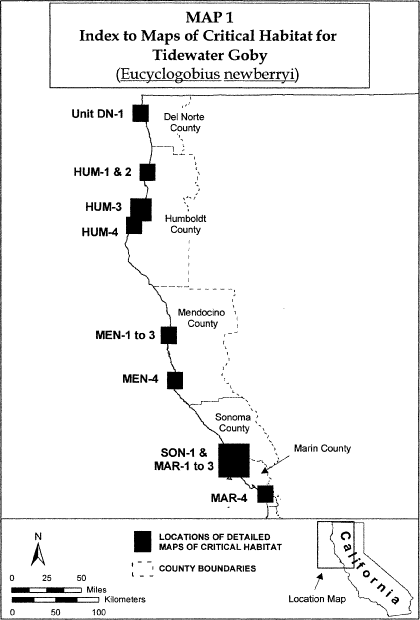 MAP 1
Index to Maps of Critical Habitat for
Tidewater Goby
(Eucyclogobius newberryi)
Unit DN-1
Del Norte
County
HUM-1 & 2
HUM-3
Humboldt
County
HUM-4
Mendocino
County
MEN-1 to 3
MEN-4
Sonoma
County
SON-1 &
MAR-1 to 3
Marin County
MAR-4
N
LOCATIONS OF DETAILED
MAPS OF CRITICAL HABITAT
COUNTY BOUNDARIES
0 25 50
Miles
Kilometers
0 50 100
California
Location Map